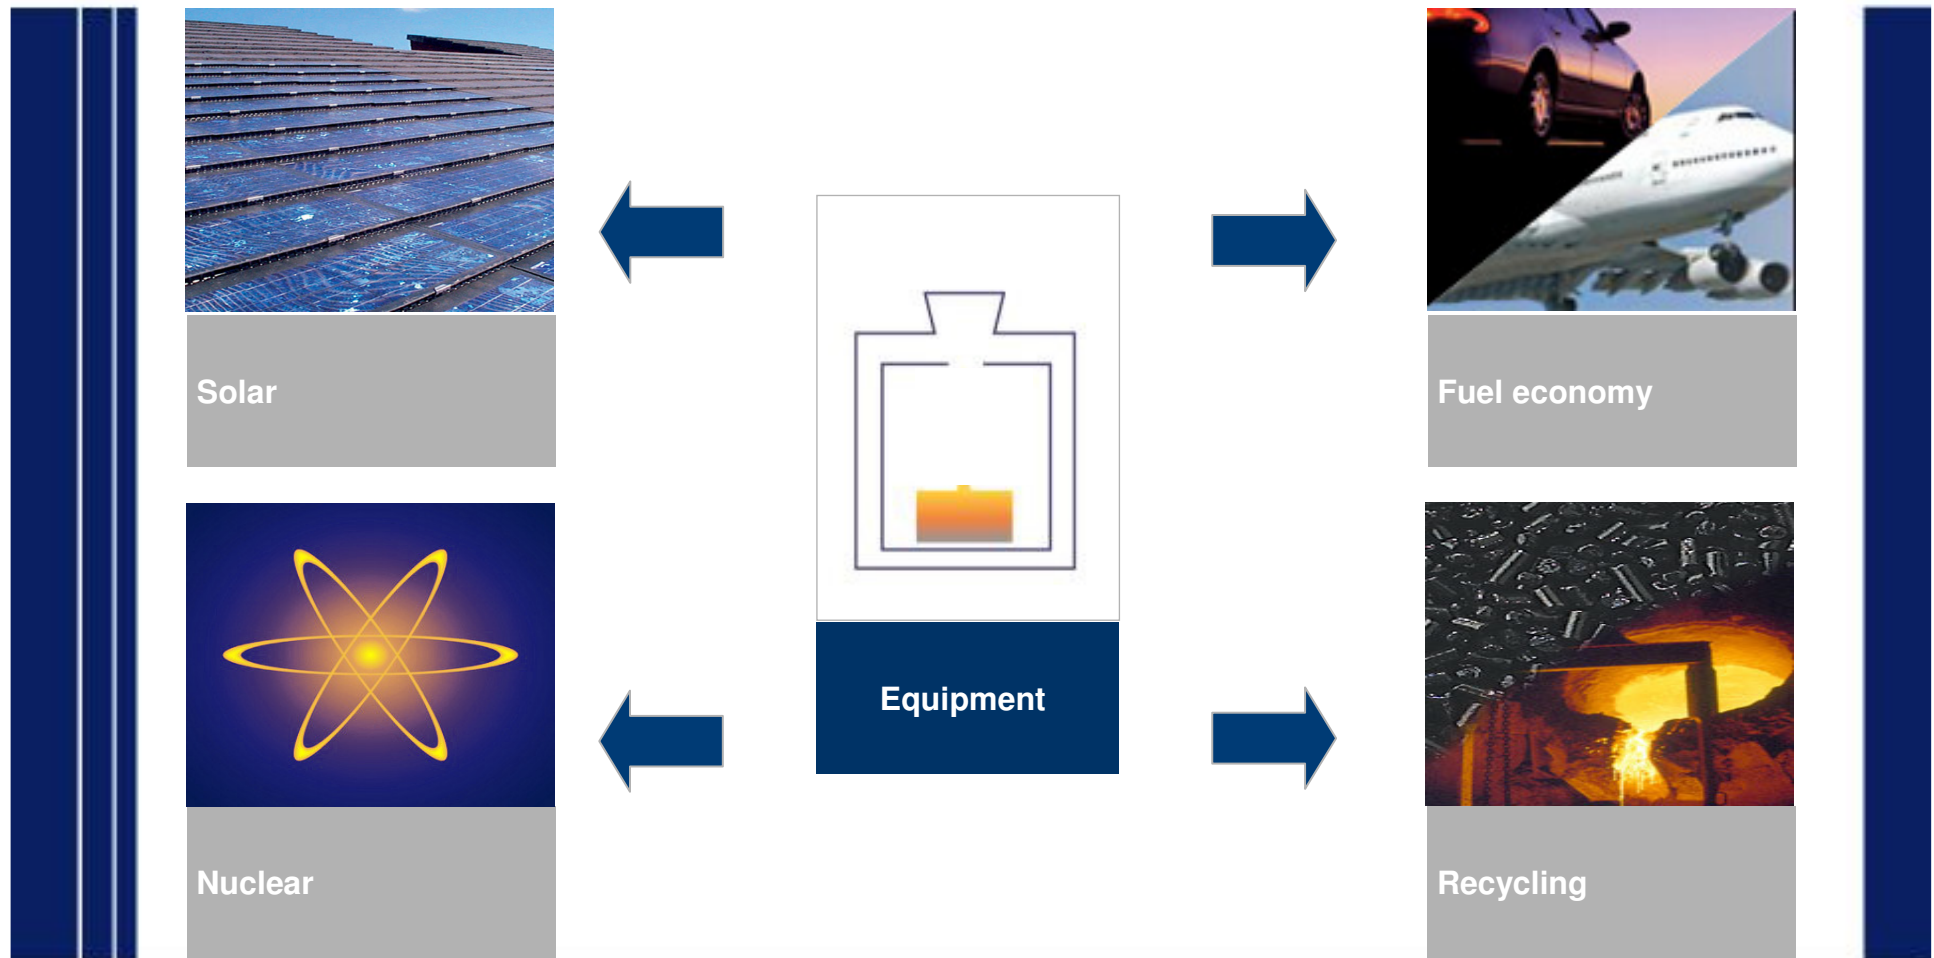 Solar
Fuel economy
Equipment
Nuclear
Recycling